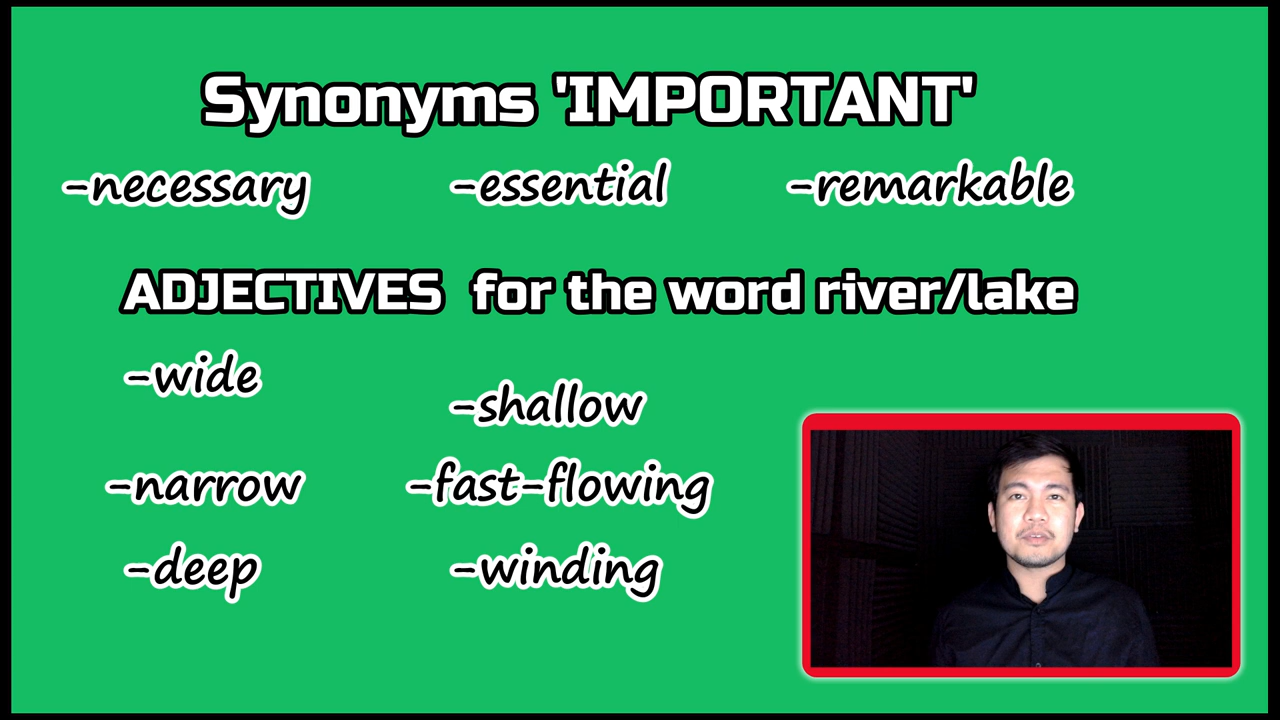 Synonyms 'IMPORTANT'
-necessary -essential -remarkable
ADJECTIVES for the word river/lake
-wide
-shallow
-narrow -fast-flowing
-deep -winding